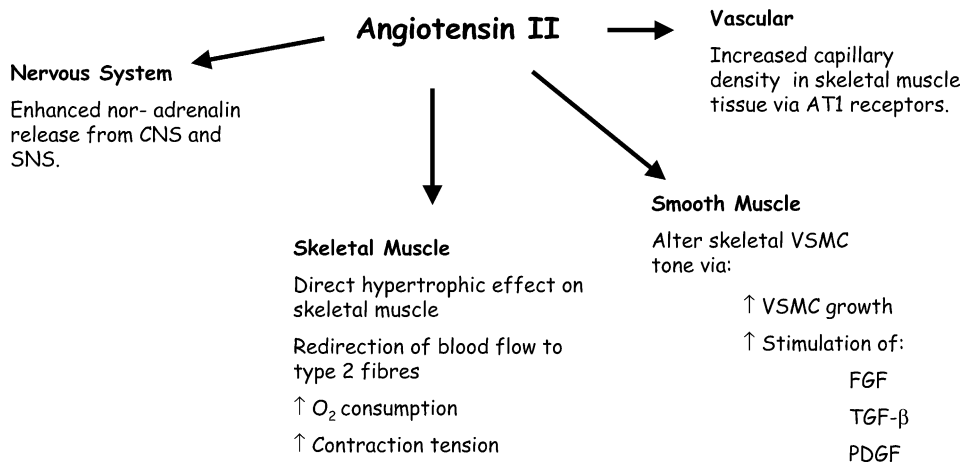 Angiotensin II
Nervous System
Enhanced nor- adrenalin
release from CNS and
SNS.
Vascular
Increased capillary
density in skeletal muscle
tissue via AT1 receptors.
Skeletal Muscle
Direct hypertrophic effect on
skeletal muscle
Redirection of blood flow to
type 2 fibres
↑ O₂ consumption
↑ Contraction tension
Smooth Muscle
Alter skeletal VSMC
tone via:
↑ VSMC growth
↑ Stimulation of:
FGF
TGF-β
PDGF